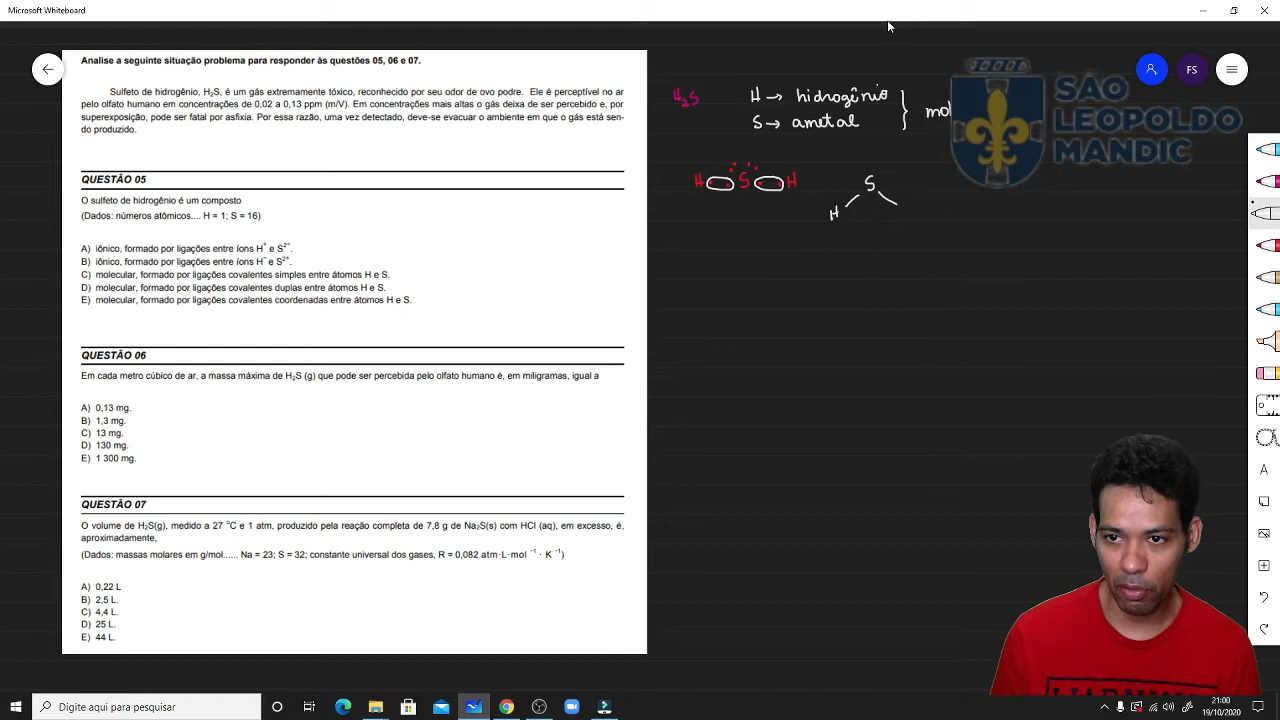 Microsoft Whiteboard
Analise a seguinte situação problema para responder às questões 05, 06 e 07.
Sulfeto de hidrogênio, H₂S, é um gás extremamente tóxico, reconhecido por seu odor de ovo podre. Ele é perceptível no ar
pelo olfato humano em concentrações de 0,02 a 0,13 ppm (m/V). Em concentrações mais altas o gás deixa de ser percebido e, por
superexposição, pode ser fatal por asfixia. Por essa razão, uma vez detectado, deve-se evacuar o ambiente em que o gás está sen-
do produzido.
QUESTÃO 05
O sulfeto de hidrogênio é um composto
(Dados: números atômicos.... H = 1; S = 16)
A) iônico, formado por ligações entre íons H⁺ e S²⁻.
B) iônico, formado por ligações entre íons H⁻ e S²⁺.
C) molecular, formado por ligações covalentes simples entre átomos H e S.
D) molecular, formado por ligações covalentes duplas entre átomos H e S.
E) molecular, formado por ligações covalentes coordenadas entre átomos H e S.
QUESTÃO 06
Em cada metro cúbico de ar, a massa máxima de H₂S (g) que pode ser percebida pelo olfato humano é, em miligramas, igual a
A) 0,13 mg.
B) 1,3 mg.
C) 13 mg.
D) 130 mg.
E) 1 300 mg.
QUESTÃO 07
O volume de H₂S(g), medido a 27 °C e 1 atm, produzido pela reação completa de 7,8 g de Na₂S(s) com HCl (aq), em excesso, é,
aproximadamente,
(Dados: massas molares em g/mol...... Na = 23; S = 32; constante universal dos gases, R = 0,082 atm·L·mol⁻¹ · K⁻¹)
A) 0,22 L
B) 2,5 L.
C) 4,4 L.
D) 25 L.
E) 44 L.
H₂S
H → hidrogênio
S → ametal
mol
H S H
S
H
FS
SÃO
LEOPOLDO
MANDIC
A
Digite aqui para pesquisar
21:00
19/10/2020